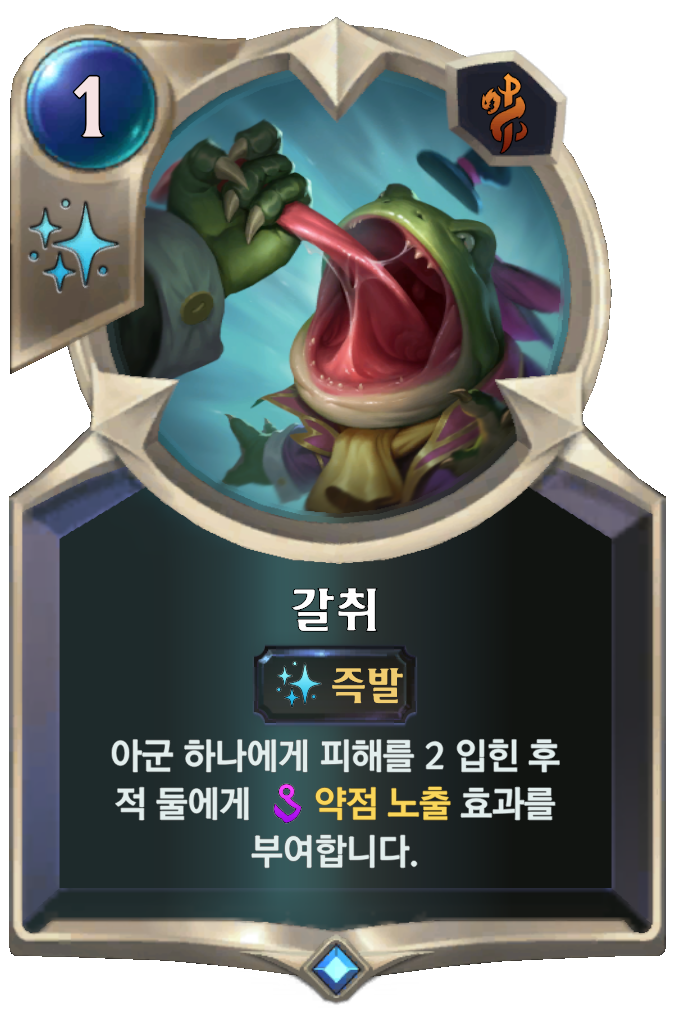 1
갈취
즉발
아군 하나에게 피해를 2 입힌 후
적 둘에게 약점 노출 효과를
부여합니다.